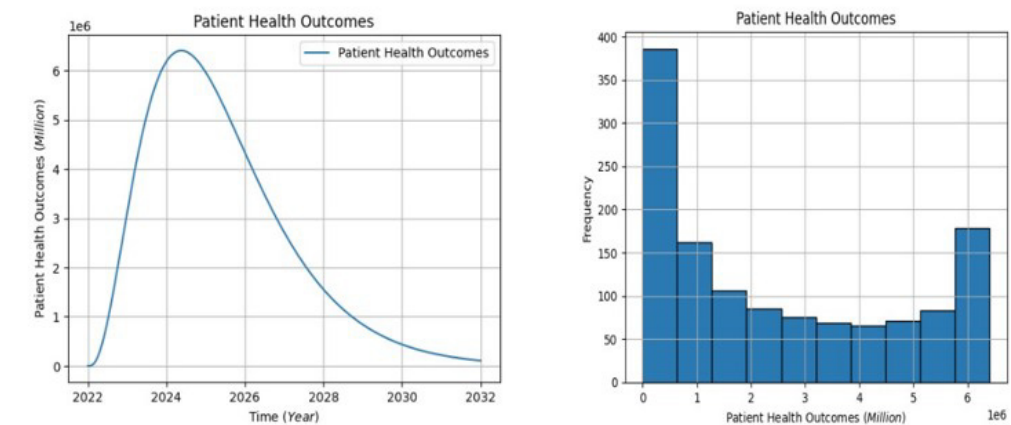 Patient Health Outcomes
1e6
Patient Health Outcomes
Patient Health Outcomes (Million)
6
5
4
3
2
1
0
2022 2024 2026 2028 2030 2032
Time (Year)
Patient Health Outcomes
Frequency
400
350
300
250
200
150
100
50
0
0 1 2 3 4 5 6
1e6
Patient Health Outcomes (Million)